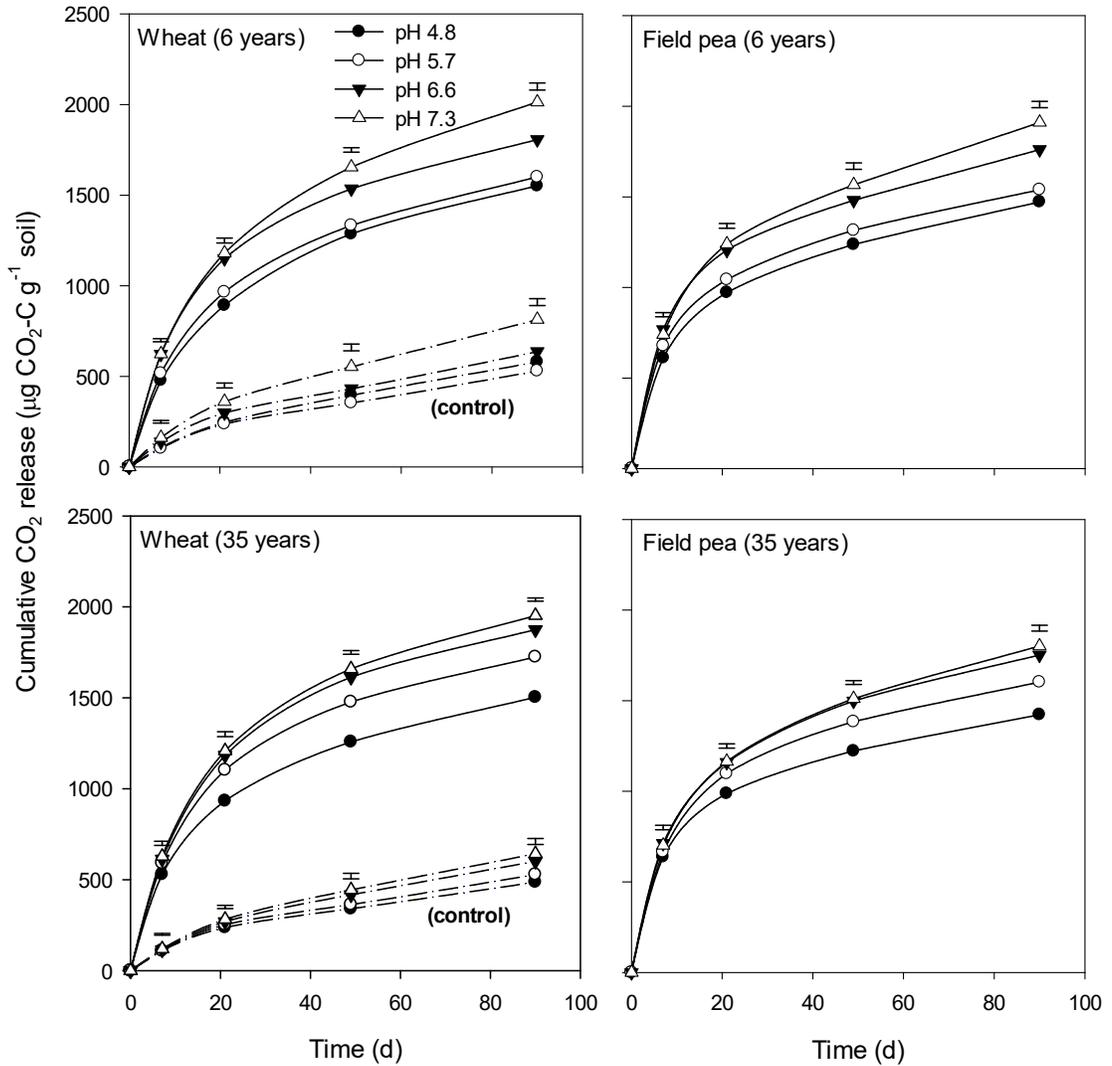 Cumulative CO₂ release (µg CO₂-C g⁻¹ soil)
2500
2000
1500
1000
500
0
Wheat (6 years)
pH 4.8
pH 5.7
pH 6.6
pH 7.3
(control)
Field pea (6 years)
2500
2000
1500
1000
500
0
Wheat (35 years)
(control)
0 20 40 60 80 100
Time (d)
Field pea (35 years)
0 20 40 60 80 100
Time (d)